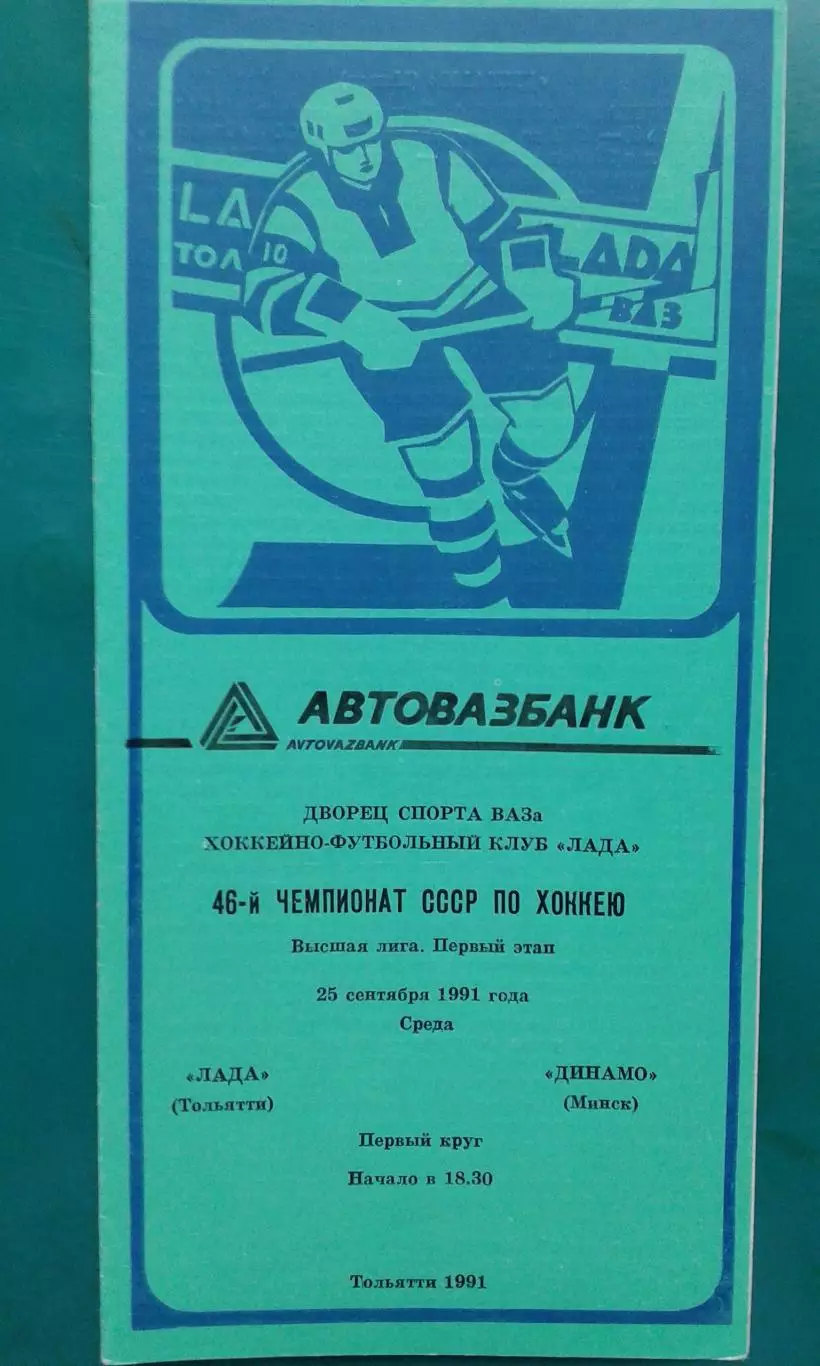 LA
ТОЛ
10
LADA
ВАЗ
АВТОВАЗБАНК
AVTOVAZBANK
ДВОРЕЦ СПОРТА ВАЗа
ХОККЕЙНО-ФУТБОЛЬНЫЙ КЛУБ «ЛАДА»
46-й ЧЕМПИОНАТ СССР ПО ХОККЕЮ
Высшая лига. Первый этап
25 сентября 1991 года
Среда
«ЛАДА» «ДИНАМО»
(Тольятти) (Минск)
Первый круг
Начало в 18.30
Тольятти 1991